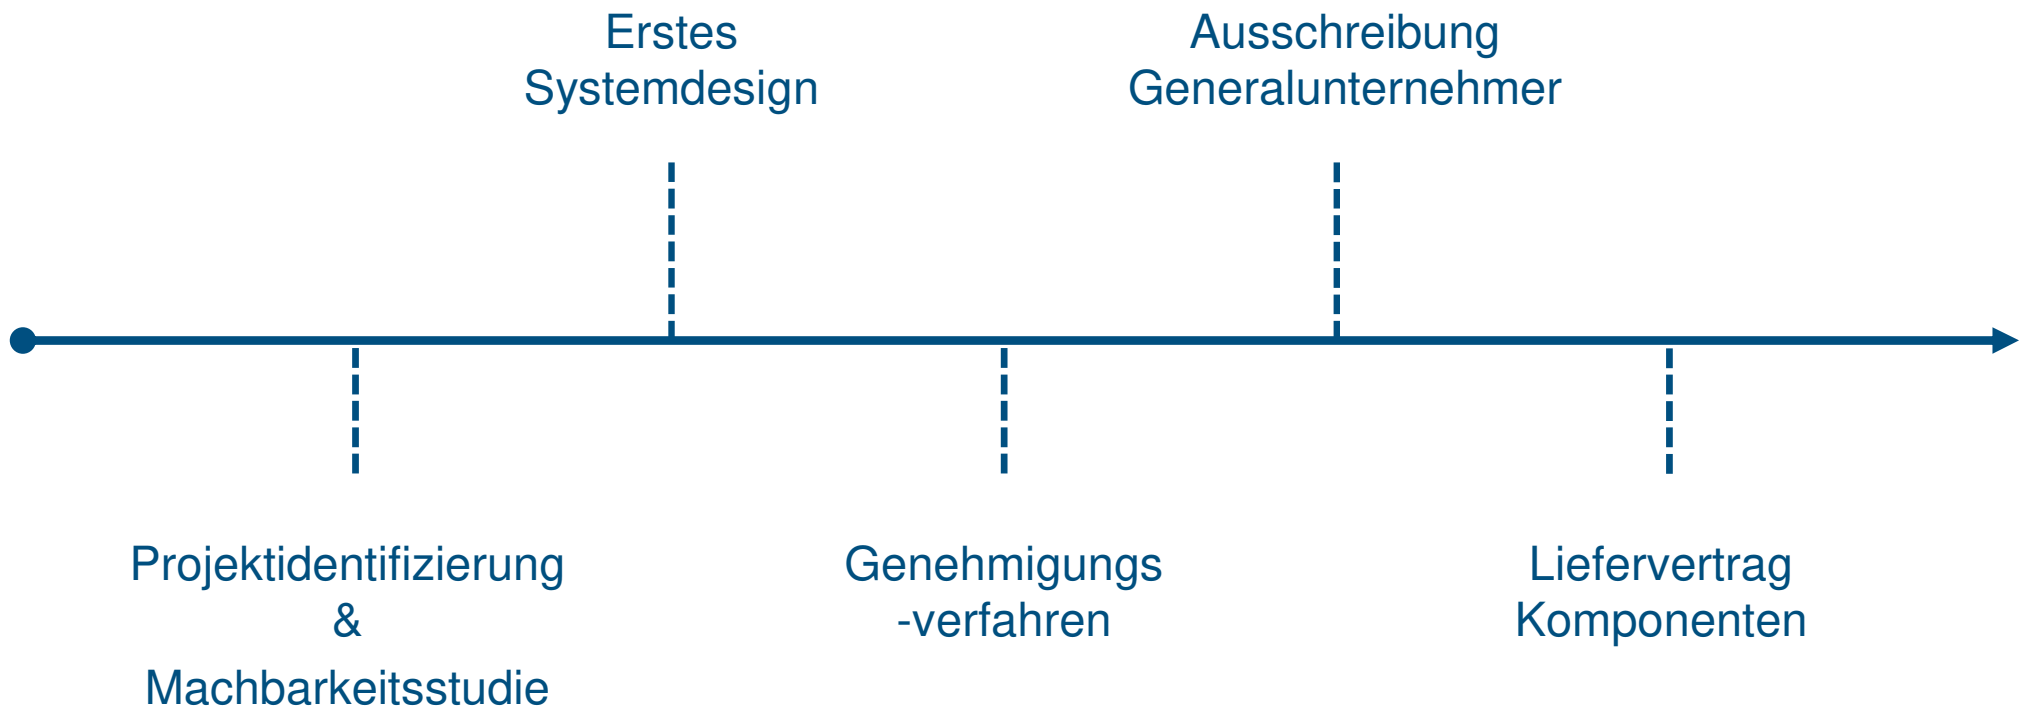 Erstes
Systemdesign
Ausschreibung
Generalunternehmer
Projektidentifizierung
&
Machbarkeitsstudie
Genehmigungs
-verfahren
Liefervertrag
Komponenten